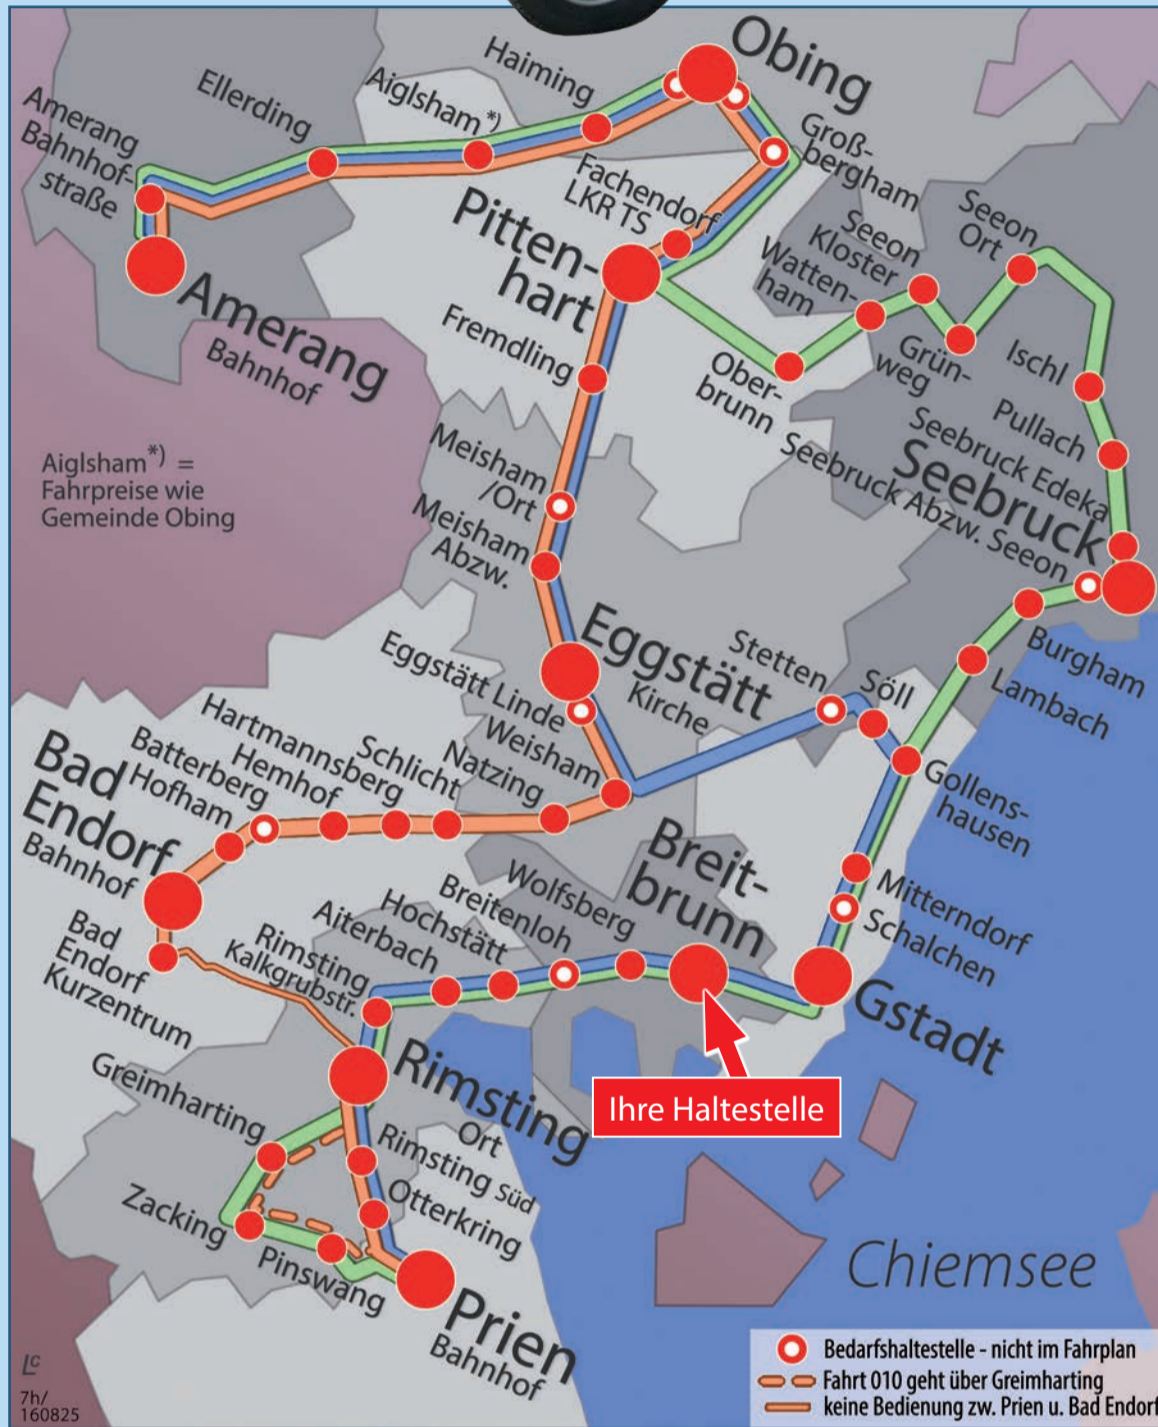 Obing
Haiming
Aiglsham*)
Ellerding
Amerang
Bahnhof-
straße
Amerang
Bahnhof
Groß-
bergham
Fachendorf
LKR TS
Pitten-
hart
Seeon
Ort
Seeon
Kloster
Watten-
ham
Grün-
weg
Ober-
brunn
Ischl
Pullach
Seebruck Edeka
Seebruck
Seebruck Abzw. Seeon
Fremdling
Meisham
/Ort
Meisham
Abzw.
Aiglsham*) =
Fahrpreise wie
Gemeinde Obing
Eggstätt
Kirche
Eggstätt Linde
Weisham
Stetten
Söll
Burgham
Lambach
Gollens-
hausen
Natzing
Schlicht
Hartmannsberg
Hemhof
Batterberg
Hofham
Bad
Endorf
Bahnhof
Bad
Endorf
Kurzentrum
Breit-
brunn
Wolfsberg
Breitenloh
Hochstätt
Aiterbach
Rimsting
Kalkgrubstr.
Mitterndorf
Schalchen
Gstadt
Ihre Haltestelle
Rimsting
Ort
Rimsting Süd
Otterkring
Greimharting
Zacking
Pinswang
Prien
Bahnhof
Chiemsee
Bedarfshaltestelle - nicht im Fahrplan
Fahrt 010 geht über Greimharting
keine Bedienung zw. Prien u. Bad Endorf
LC
7h/
160825